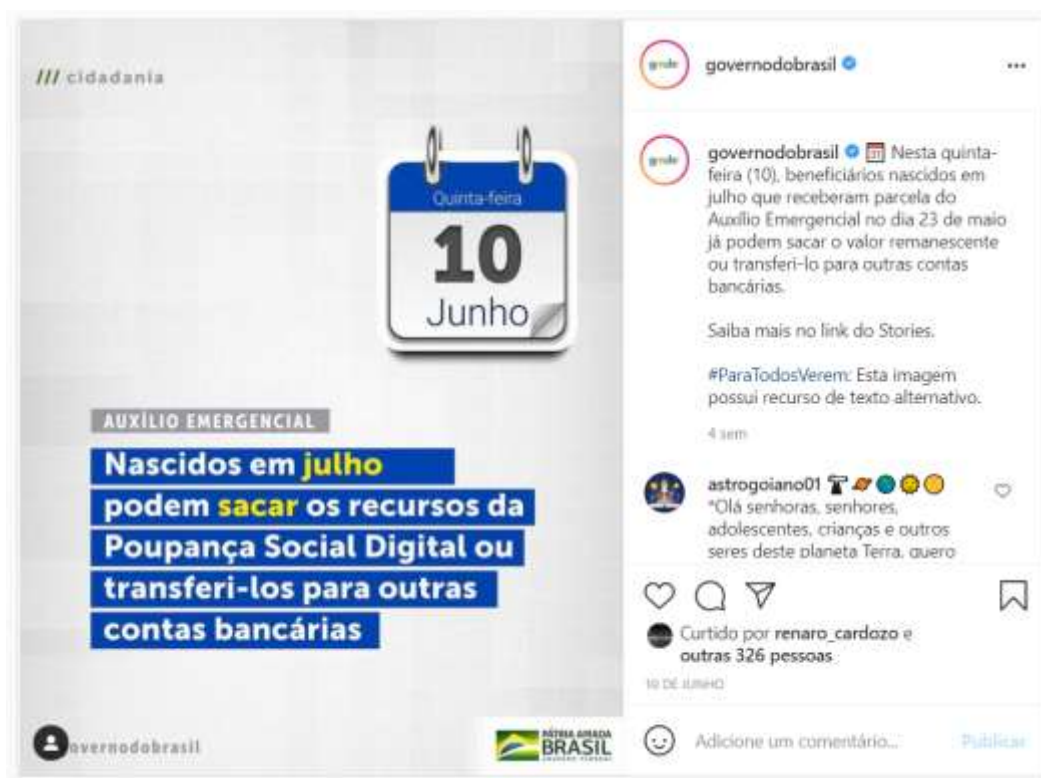 /// cidadania
Quinta-feira
10
Junho
AUXÍLIO EMERGENCIAL
Nascidos em julho
podem sacar os recursos da
Poupança Social Digital ou
transferi-los para outras
contas bancárias
overnodobrasil
PÁTRIA AMADA
BRASIL
GOVERNO FEDERAL
governodobrasil
governodobrasil Nesta quinta-
feira (10), beneficiários nascidos em
julho que receberam parcela do
Auxílio Emergencial no dia 23 de maio
já podem sacar o valor remanescente
ou transferi-lo para outras contas
bancárias.
Saiba mais no link do Stories.
#ParaTodosVerem: Esta imagem
possui recurso de texto alternativo.
4 sem
astrogoiano01
"Olá senhoras, senhores,
adolescentes, crianças e outros
seres deste planeta Terra, quero
Curtido por renaro_cardozo e
outras 326 pessoas
10 DE JUNHO
Adicione um comentário... Publicar